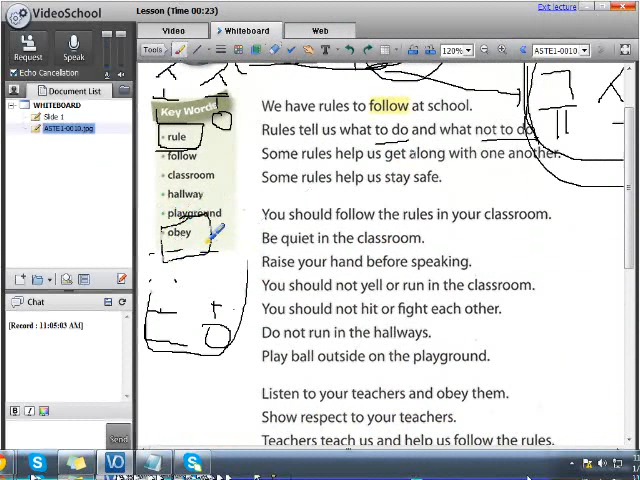 VideoSchool
Lesson (Time 00:23)
Exit lecture
Request
Speak
Echo Cancellation
Video
Whiteboard
Web
Tools
120%
ASTE1-0010
Document List
WHITEBOARD
Slide 1
ASTE1-0010.jpg
Key Words
rule
follow
classroom
hallway
playground
obey
We have rules to follow at school.
Rules tell us what to do and what not to do.
Some rules help us get along with one another.
Some rules help us stay safe.
You should follow the rules in your classroom.
Be quiet in the classroom.
Raise your hand before speaking.
You should not yell or run in the classroom.
You should not hit or fight each other.
Do not run in the hallways.
Play ball outside on the playground.
Listen to your teachers and obey them.
Show respect to your teachers.
Teachers teach us and help us follow the rules.
Chat
[Record : 11:05:03 AM]
B I
Send